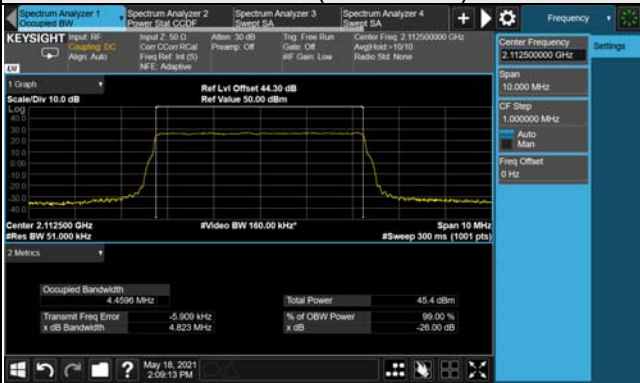 Spectrum Analyzer 1
Occupied BW
Spectrum Analyzer 2
Power Stat CCDF
Spectrum Analyzer 3
Swept SA
Spectrum Analyzer 4
Swept SA
Frequency
KEYSIGHT
Input: RF
Coupling: DC
Align: Auto
Input Z: 50 Ω
Corr CCorr RCal
Freq Ref: Int (S)
NFE: Adaptive
Atten: 30 dB
Preamp: Off
Trig: Free Run
Gate: Off
#IF Gain: Low
Center Freq: 2.112500000 GHz
Avg|Hold:>10/10
Radio Std: None
Center Frequency
2.112500000 GHz
Settings
Span
10.000 MHz
CF Step
1.000000 MHz
Auto
Man
Freq Offset
0 Hz
1 Graph
Ref Lvl Offset 44.30 dB
Scale/Div 10.0 dB
Ref Value 50.00 dBm
Log
40.0
30.0
20.0
10.0
0.00
-10.0
-20.0
-30.0
-40.0
Center 2.112500 GHz
#Video BW 160.00 kHz*
Span 10 MHz
#Res BW 51.000 kHz
#Sweep 300 ms (1001 pts)
2 Metrics
Occupied Bandwidth
4.4596 MHz
Total Power
45.4 dBm
Transmit Freq Error
-5.909 kHz
% of OBW Power
99.00 %
x dB Bandwidth
4.823 MHz
x dB
-26.00 dB
May 18, 2021
2:09:13 PM